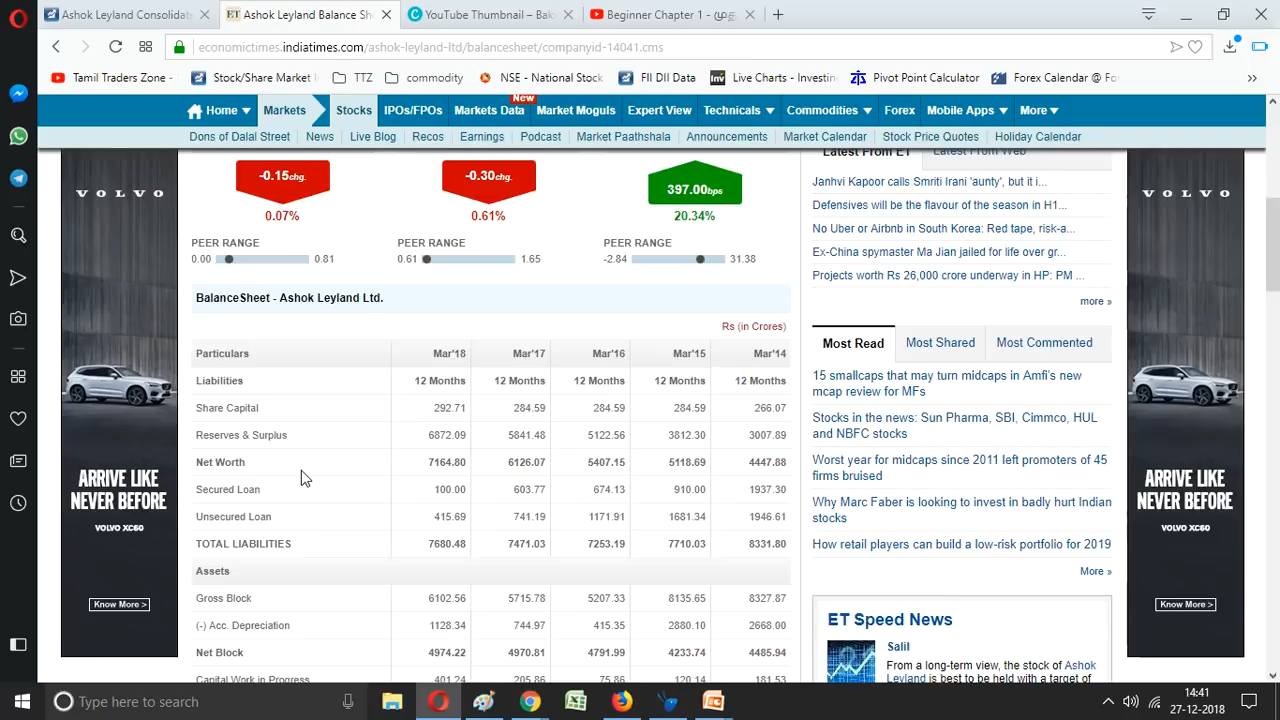 Ashok Leyland Consolidate
Ashok Leyland Balance She
YouTube Thumbnail – Bak
Beginner Chapter 1 -
economictimes.indiatimes.com/ashok-leyland-ltd/balancesheet/companyid-14041.cms
Tamil Traders Zone -
Stock/Share Market
TTZ
commodity
NSE - National Stock
FII DII Data
Live Charts - Investin
Pivot Point Calculator
Forex Calendar @ Fo
Home
Markets
Stocks
IPOs/FPOs
Markets Data
New
Market Moguls
Expert View
Technicals
Commodities
Forex
Mobile Apps
More
Dons of Dalal Street
News
Live Blog
Recos
Earnings
Podcast
Market Paathshala
Announcements
Market Calendar
Stock Price Quotes
Holiday Calendar
VOLVO
ARRIVE LIKE
NEVER BEFORE
VOLVO XC60
Know More >
-0.15chg. -0.30chg. 397.00bps
0.07% 0.61% 20.34%
PEER RANGE PEER RANGE PEER RANGE
0.00 0.81 0.61 1.65 -2.84 31.38
BalanceSheet - Ashok Leyland Ltd.
Rs (in Crores)
Particulars Mar'18 Mar'17 Mar'16 Mar'15 Mar'14
Liabilities 12 Months 12 Months 12 Months 12 Months 12 Months
Share Capital 292.71 284.59 284.59 284.59 266.07
Reserves & Surplus 6872.09 5841.48 5122.56 3812.30 3007.89
Net Worth 7164.80 6126.07 5407.15 5118.69 4447.88
Secured Loan 100.00 603.77 674.13 910.00 1937.30
Unsecured Loan 415.69 741.19 1171.91 1681.34 1946.61
TOTAL LIABILITIES 7680.48 7471.03 7253.19 7710.03 8331.80
Assets
Gross Block 6102.56 5715.78 5207.33 8135.65 8327.87
(-) Acc. Depreciation 1128.34 744.97 415.35 2880.10 2668.00
Net Block 4974.22 4970.81 4791.99 4233.74 4485.94
Capital Work in Progress 401.24 205.86 75.86 120.14 181.53
Latest From ET
Latest From Web
Janhvi Kapoor calls Smriti Irani 'aunty', but it i...
Defensives will be the flavour of the season in H1...
No Uber or Airbnb in South Korea: Red tape, risk-a...
Ex-China spymaster Ma Jian jailed for life over gr...
Projects worth Rs 26,000 crore underway in HP: PM ...
more »
Most Read
Most Shared
Most Commented
15 smallcaps that may turn midcaps in Amfi's new
mcap review for MFs
Stocks in the news: Sun Pharma, SBI, Cimmco, HUL
and NBFC stocks
Worst year for midcaps since 2011 left promoters of 45
firms bruised
Why Marc Faber is looking to invest in badly hurt Indian
stocks
How retail players can build a low-risk portfolio for 2019
More »
ET Speed News
Salil
From a long-term view, the stock of Ashok
Leyland is best to be held with a target of
VOLVO
ARRIVE LIKE
NEVER BEFORE
VOLVO XC60
Know More >
Type here to search
14:41
27-12-2018